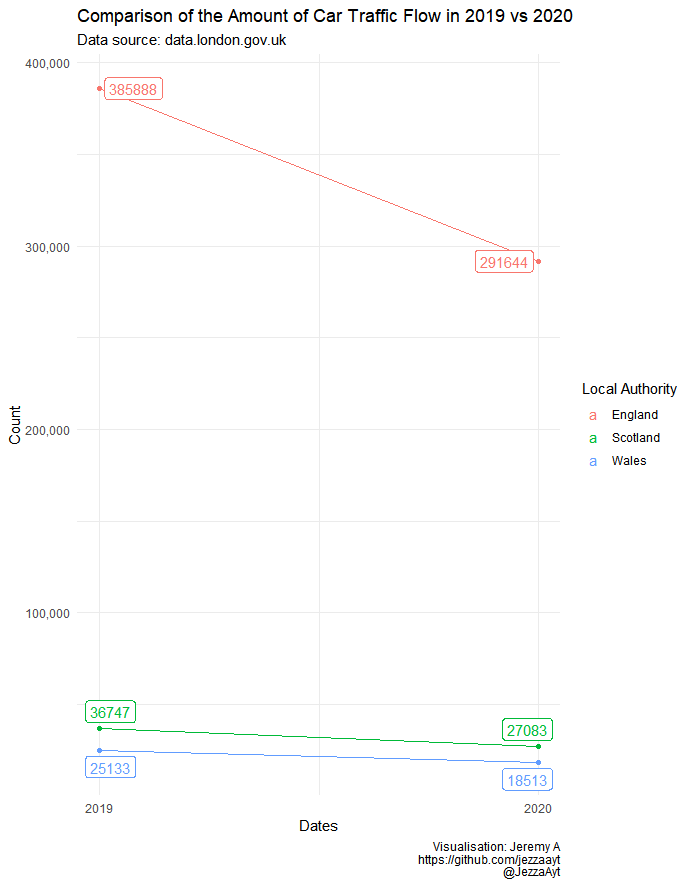 Comparison of the Amount of Car Traffic Flow in 2019 vs 2020
Data source: data.london.gov.uk
400,000
385888
300,000
291644
Local Authority
a England
a Scotland
a Wales
Count
200,000
100,000
36747
27083
25133
18513
2019
2020
Dates
Visualisation: Jeremy A
https://github.com/jezzaayt
@JezzaAyt